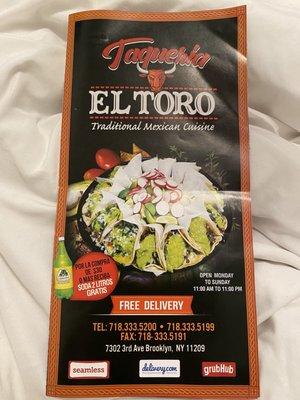 Taquería
EL TORO
Traditional Mexican Cuisine
POR LA COMPRA
DE $30
O MAS RECIBA
SODA 2 LITROS
GRATIS
OPEN MONDAY
TO SUNDAY
11:00 AM TO 11:00 PM
FREE DELIVERY
TEL: 718.333.5200 • 718.333.5199
FAX: 718- 333.5191
7302 3rd Ave Brooklyn, NY 11209
seamless
delivery.com
grubHub